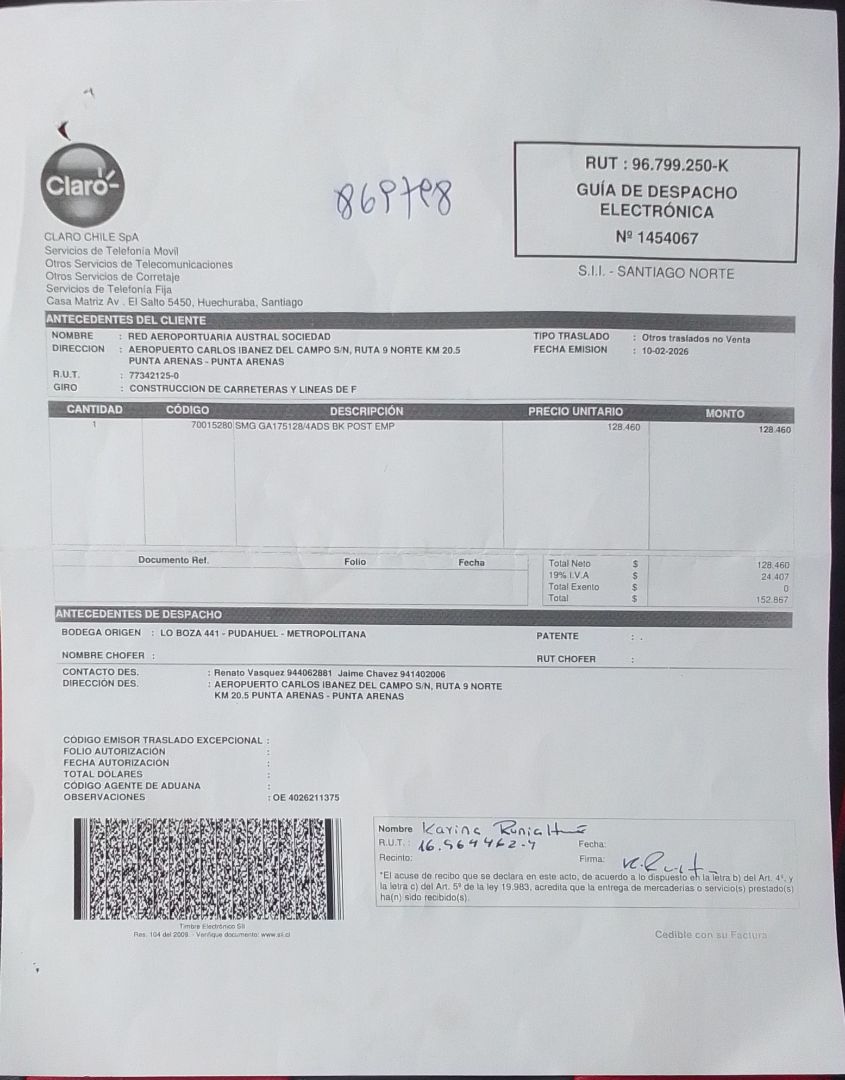 Claro-
CLARO CHILE SpA
Servicios de Telefonía Movil
Otros Servicios de Telecomunicaciones
Otros Servicios de Corretaje
Servicios de Telefonía Fija
Casa Matriz Av . El Salto 5450, Huechuraba, Santiago
RUT : 96.799.250-K
GUÍA DE DESPACHO
ELECTRÓNICA
Nº 1454067
S.I.I. - SANTIAGO NORTE
ANTECEDENTES DEL CLIENTE
NOMBRE : RED AEROPORTUARIA AUSTRAL SOCIEDAD TIPO TRASLADO : Otros traslados no Venta
DIRECCION : AEROPUERTO CARLOS IBANEZ DEL CAMPO S/N, RUTA 9 NORTE KM 20.5 FECHA EMISION : 10-02-2026
PUNTA ARENAS - PUNTA ARENAS
R.U.T. : 77342125-0
GIRO : CONSTRUCCION DE CARRETERAS Y LINEAS DE F
CANTIDAD CÓDIGO DESCRIPCIÓN PRECIO UNITARIO MONTO
1 70015280 SMG GA175128/4ADS BK POST EMP 128.460 128.460
Documento Ref. Folio Fecha
Total Neto $ 128.460
19% I.V.A $ 24.407
Total Exento $ 0
Total $ 152.867
ANTECEDENTES DE DESPACHO
BODEGA ORIGEN : LO BOZA 441 - PUDAHUEL - METROPOLITANA PATENTE : .
NOMBRE CHOFER : RUT CHOFER :
CONTACTO DES. : Renato Vasquez 944062881 Jaime Chavez 941402006
DIRECCIÓN DES. : AEROPUERTO CARLOS IBANEZ DEL CAMPO S/N, RUTA 9 NORTE
KM 20.5 PUNTA ARENAS - PUNTA ARENAS
CÓDIGO EMISOR TRASLADO EXCEPCIONAL :
FOLIO AUTORIZACIÓN :
FECHA AUTORIZACIÓN :
TOTAL DÓLARES :
CÓDIGO AGENTE DE ADUANA :
OBSERVACIONES : OE 4026211375
Nombre Karina
R.U.T. : 16.964462-4 Fecha:
Recinto: Firma:
"El acuse de recibo que se declara en este acto, de acuerdo a lo dispuesto en la letra b) del Art. 4º, y
la letra c) del Art. 5º de la ley 19.983, acredita que la entrega de mercaderías o servicio(s) prestado(s)
ha(n) sido recibido(s).
Timbre Electrónico SII
Res. 104 del 2009 - Verifique documento: www.sii.cl
Cedible con su Factura